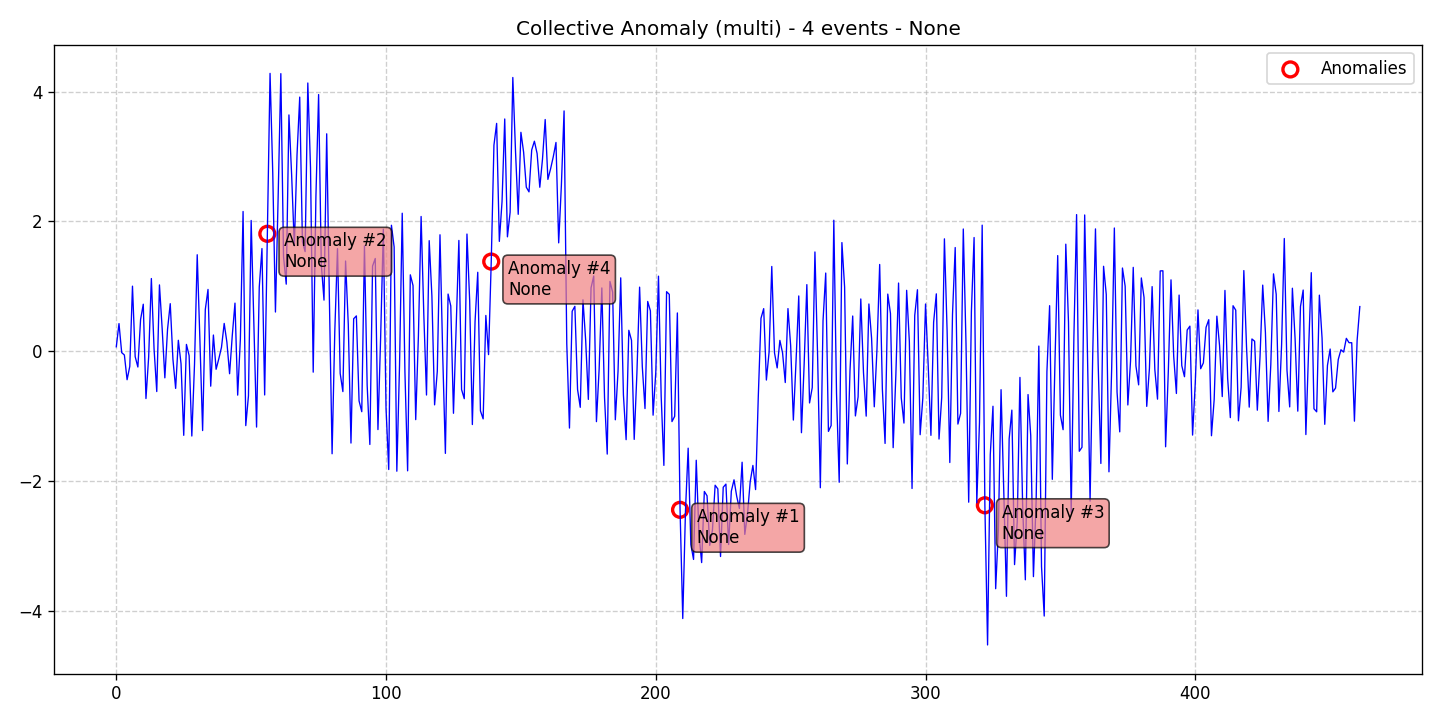 Collective Anomaly (multi) - 4 events - None
Anomalies
4
2
0
−2
−4
Anomaly #2
None
Anomaly #4
None
Anomaly #1
None
Anomaly #3
None
0
100
200
300
400